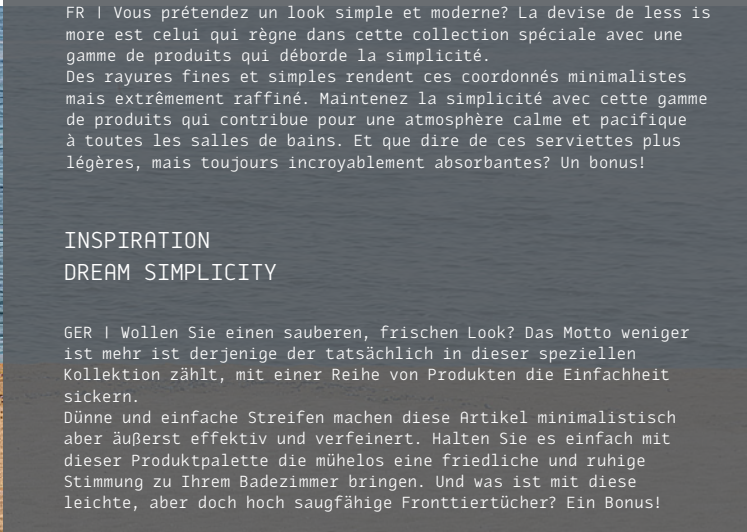 FR | Vous prétendez un look simple et moderne? La devise de less is
more est celui qui règne dans cette collection spéciale avec une
gamme de produits qui déborde la simplicité.
Des rayures fines et simples rendent ces coordonnés minimalistes
mais extrêmement raffiné. Maintenez la simplicité avec cette gamme
de produits qui contribue pour une atmosphère calme et pacifique
à toutes les salles de bains. Et que dire de ces serviettes plus
légères, mais toujours incroyablement absorbantes? Un bonus!
INSPIRATION
DREAM SIMPLICITY
GER | Wollen Sie einen sauberen, frischen Look? Das Motto weniger
ist mehr ist derjenige der tatsächlich in dieser speziellen
Kollektion zählt, mit einer Reihe von Produkten die Einfachheit
sickern.
Dünne und einfache Streifen machen diese Artikel minimalistisch
aber äußerst effektiv und verfeinert. Halten Sie es einfach mit
dieser Produktpalette die mühelos eine friedliche und ruhige
Stimmung zu Ihrem Badezimmer bringen. Und was ist mit diese
leichte, aber doch hoch saugfähige Fronttiertücher? Ein Bonus!